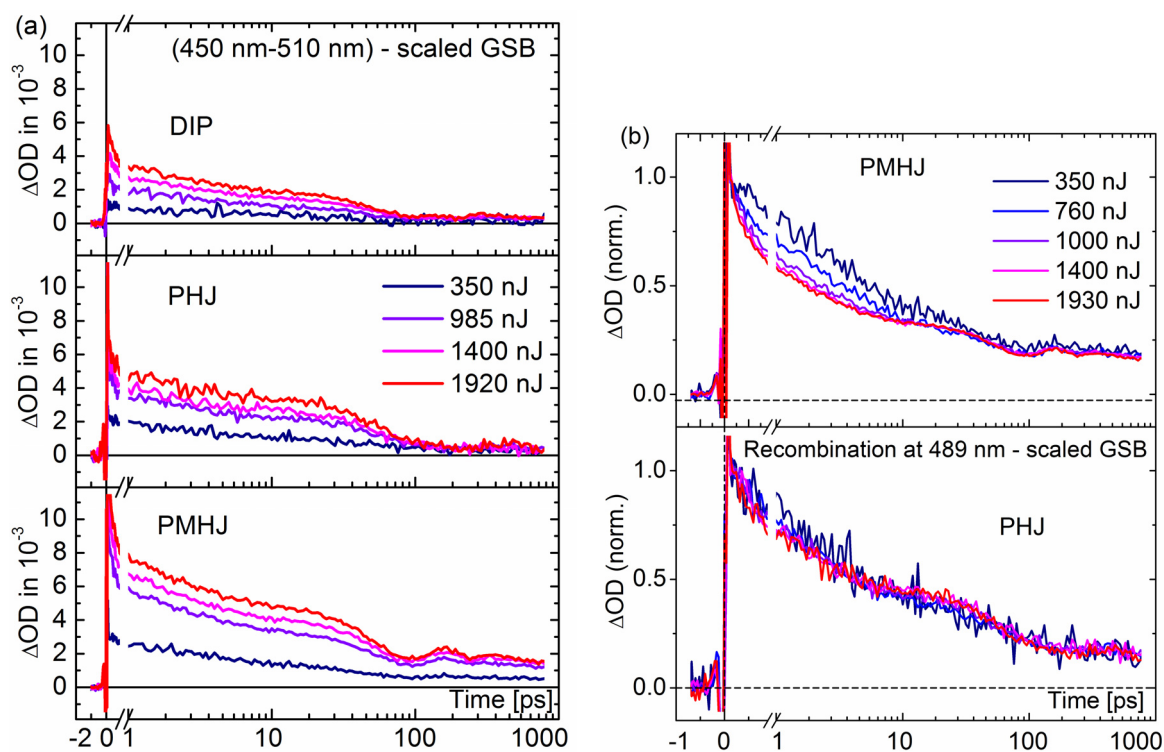 (a)
(450 nm-510 nm) - scaled GSB
DIP
ΔOD in 10⁻³
10
8
6
4
2
0
PHJ
350 nJ
985 nJ
1400 nJ
1920 nJ
ΔOD in 10⁻³
10
8
6
4
2
0
PMHJ
ΔOD in 10⁻³
10
8
6
4
2
0
Time [ps]
-2 0 1 10 100 1000
(b)
PMHJ
350 nJ
760 nJ
1000 nJ
1400 nJ
1930 nJ
ΔOD (norm.)
1.0
0.5
0.0
Recombination at 489 nm - scaled GSB
PHJ
ΔOD (norm.)
1.0
0.5
0.0
Time [ps]
-1 0 1 10 100 1000